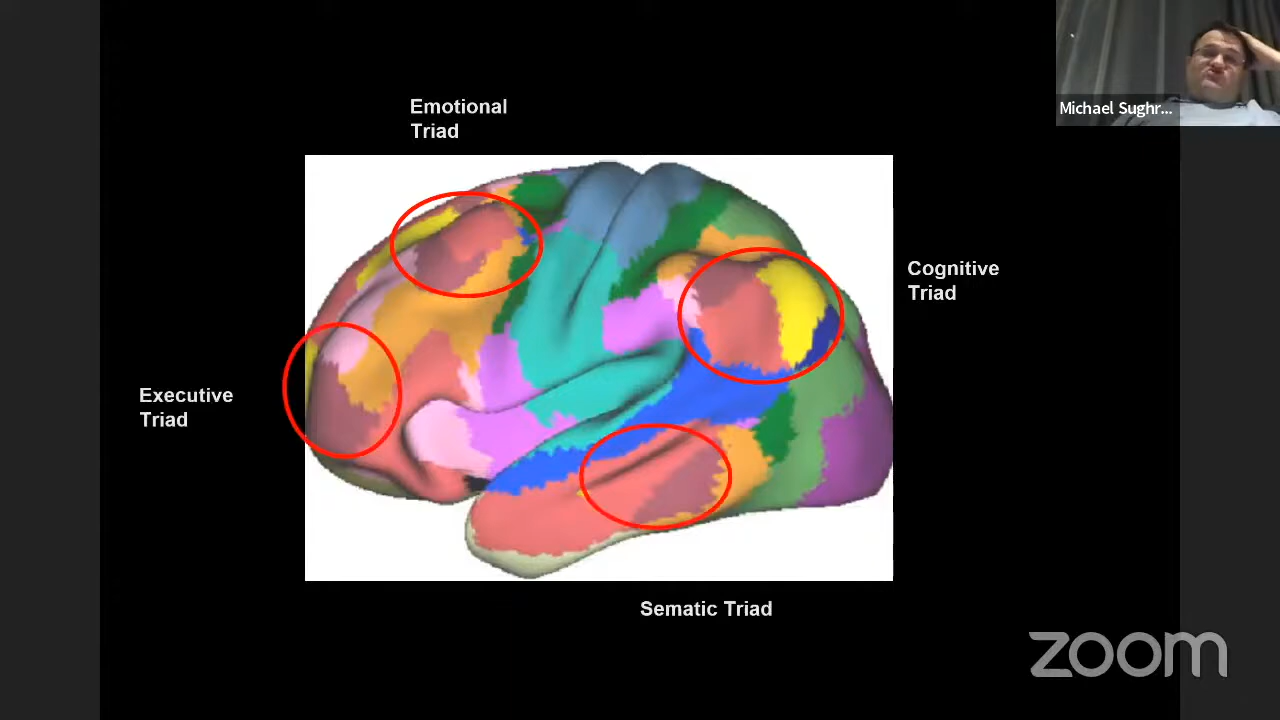 Michael Sughr...
Emotional
Triad
Cognitive
Triad
Executive
Triad
Sematic Triad
zoom